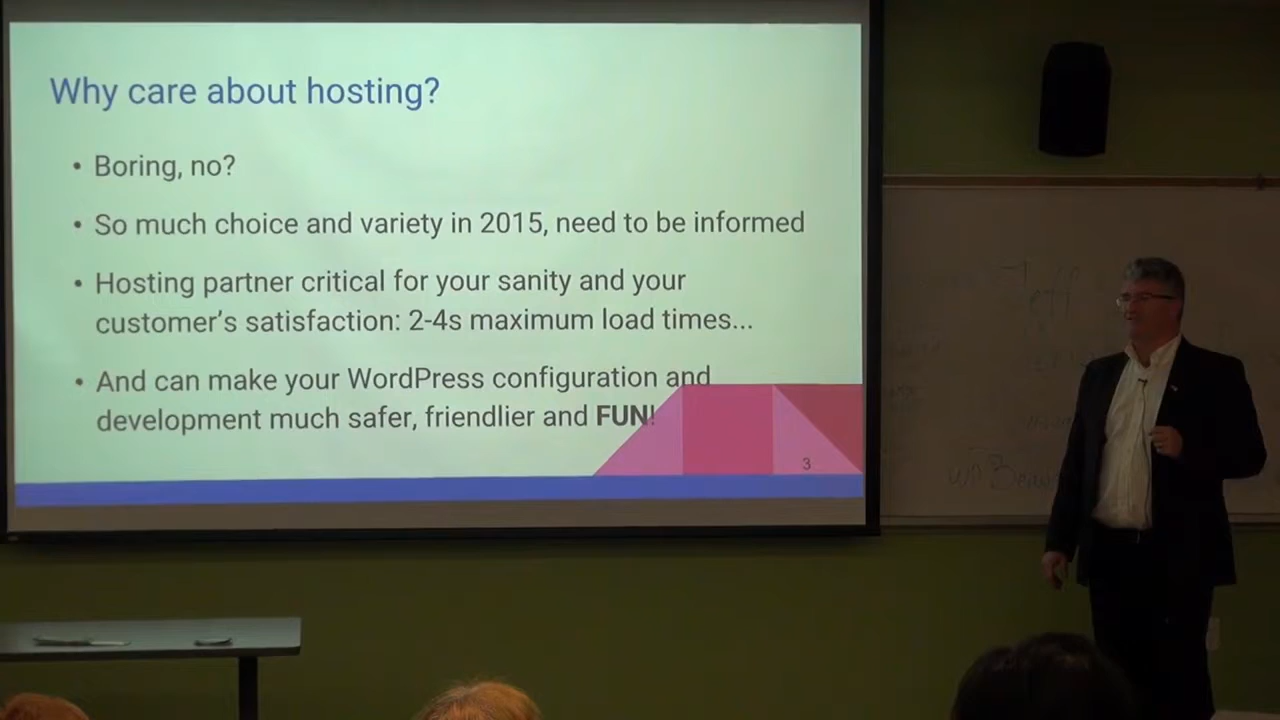 Why care about hosting?
• Boring, no?
• So much choice and variety in 2015, need to be informed
• Hosting partner critical for your sanity and your
customer's satisfaction: 2-4s maximum load times...
• And can make your WordPress configuration and
development much safer, friendlier and FUN!
3
Jeff